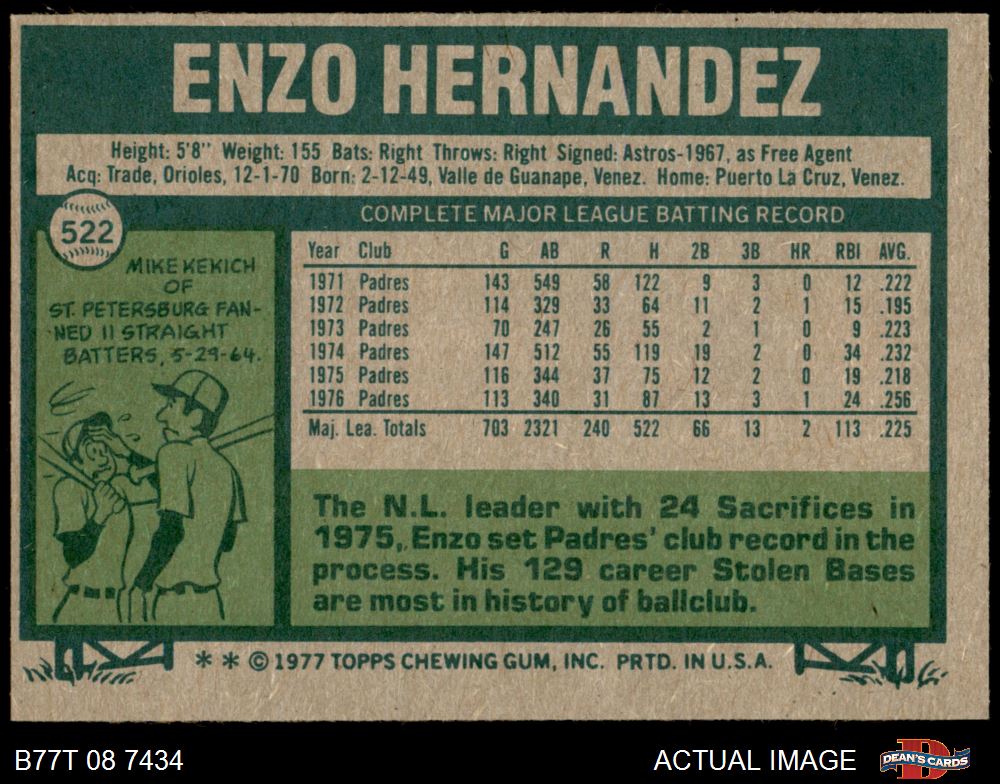 ENZO HERNANDEZ
Height: 5'8" Weight: 155 Bats: Right Throws: Right Signed: Astros-1967, as Free Agent
Acq: Trade, Orioles, 12-1-70 Born: 2-12-49, Valle de Guanape, Venez. Home: Puerto La Cruz, Venez.
522
MIKE KEKICH
OF
ST. PETERSBURG FAN-
NED 11 STRAIGHT
BATTERS, 5-29-64.
COMPLETE MAJOR LEAGUE BATTING RECORD
Year Club G AB R H 2B 3B HR RBI AVG.
1971 Padres 143 549 58 122 9 3 0 12 .222
1972 Padres 114 329 33 64 11 2 1 15 .195
1973 Padres 70 247 26 55 2 1 0 9 .223
1974 Padres 147 512 55 119 19 2 0 34 .232
1975 Padres 116 344 37 75 12 2 0 19 .218
1976 Padres 113 340 31 87 13 3 1 24 .256
Maj. Lea. Totals 703 2321 240 522 66 13 2 113 .225
The N.L. leader with 24 Sacrifices in
1975, Enzo set Padres' club record in the
process. His 129 career Stolen Bases
are most in history of ballclub.
* * © 1977 TOPPS CHEWING GUM, INC. PRTD. IN U.S.A.
B77T 08 7434
ACTUAL IMAGE
D
DEAN'S CARDS